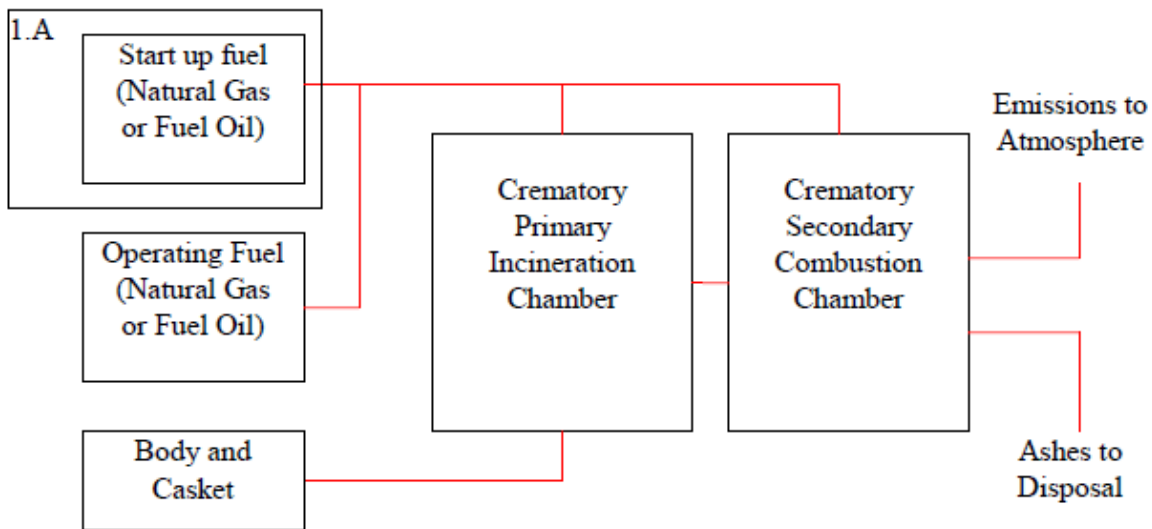 1.A
Start up fuel
(Natural Gas
or Fuel Oil)
Operating Fuel
(Natural Gas
or Fuel Oil)
Body and
Casket
Crematory
Primary
Incineration
Chamber
Crematory
Secondary
Combustion
Chamber
Emissions to
Atmosphere
Ashes to
Disposal